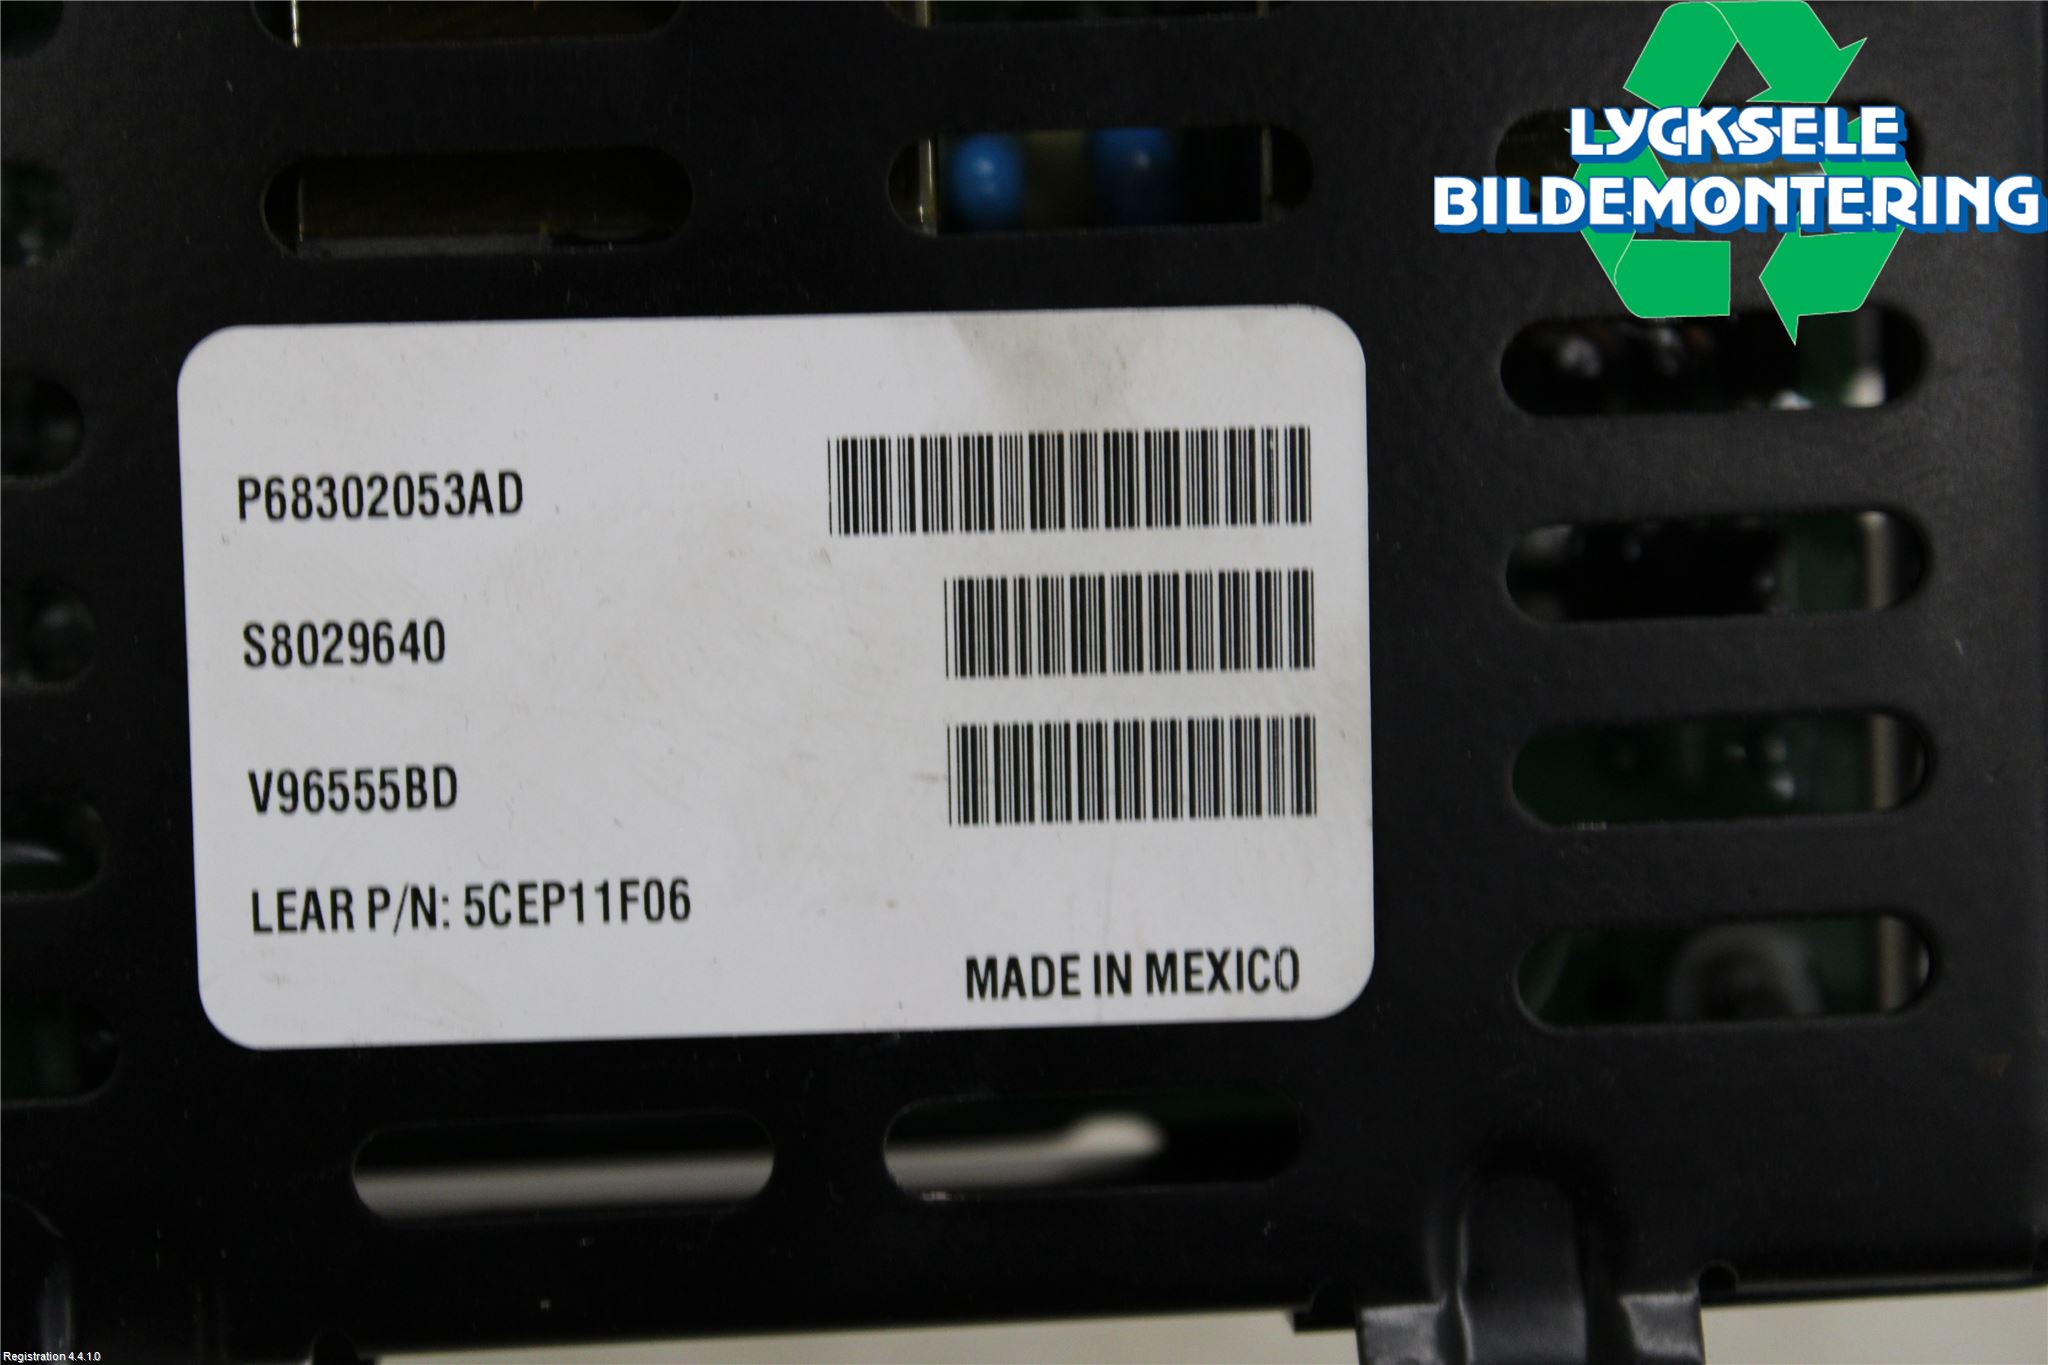 LYCKSELE
BILDEMONTERING
P68302053AD
S8029640
V96555BD
LEAR P/N: 5CEP11F06
MADE IN MEXICO
Registration 4.4.1.0